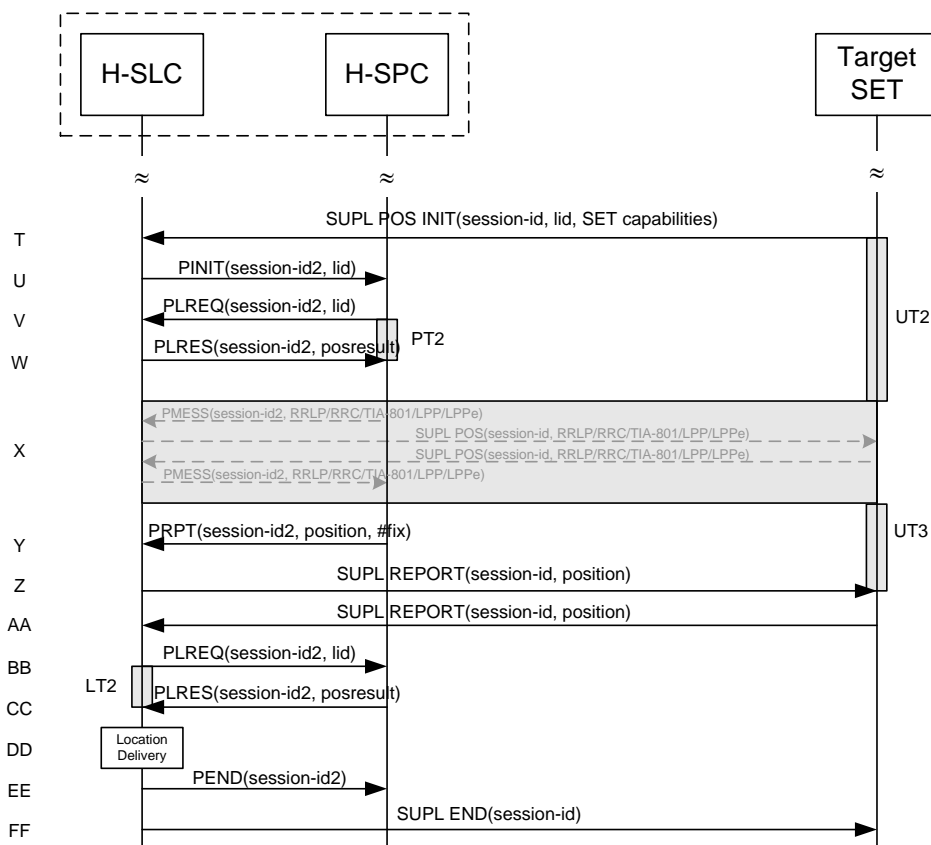 H-SLC
H-SPC
Target
SET
≈
≈
≈
T
SUPL POS INIT(session-id, lid, SET capabilities)
U
PINIT(session-id2, lid)
V
PLREQ(session-id2, lid)
UT2
PT2
W
PLRES(session-id2, posresult)
PMESS(session-id2, RRLP/RRC/TIA-801/LPP/LPPe)
SUPL POS(session-id, RRLP/RRC/TIA-801/LPP/LPPe)
X
SUPL POS(session-id, RRLP/RRC/TIA-801/LPP/LPPe)
PMESS(session-id2, RRLP/RRC/TIA-801/LPP/LPPe)
Y
PRPT(session-id2, position, #fix)
UT3
Z
SUPL REPORT(session-id, position)
AA
SUPL REPORT(session-id, position)
BB
PLREQ(session-id2, lid)
LT2
CC
PLRES(session-id2, posresult)
DD
Location
Delivery
EE
PEND(session-id2)
FF
SUPL END(session-id)